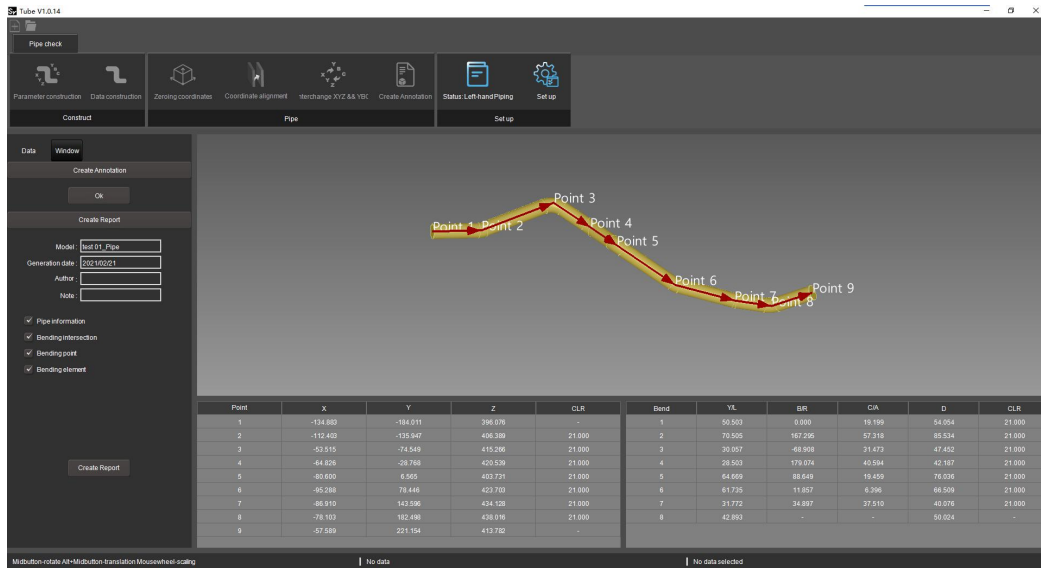 Tube V1.0.14
Pipe check
Parameter construction Data construction Zeroing coordinates Coordinate alignment nterchange XYZ && YBC Create Annotation Status: Left-hand Piping Set up
Construct Pipe Set up
Data Window
Create Annotation
Ok
Create Report
Model : test 01_Pipe
Generation date : 2021/02/21
Author :
Note :
Pipe information
Bending intersection
Bending point
Bending element
Create Report
Point 1
Point 2
Point 3
Point 4
Point 5
Point 6
Point 7
Point 8
Point 9
Point X Y Z CLR
1 -134.883 -184.011 396.076 -
2 -112.403 -135.947 406.389 21.000
3 -53.515 -74.549 415.266 21.000
4 -64.826 -28.768 420.539 21.000
5 -80.600 6.565 403.731 21.000
6 -95.288 78.446 423.703 21.000
7 -86.910 143.596 434.128 21.000
8 -78.103 182.498 438.016 21.000
9 -57.589 221.154 413.782 -
Bend Y/L B/R C/A D CLR
1 50.503 0.000 19.199 54.054 21.000
2 70.505 167.295 57.318 85.534 21.000
3 30.057 -68.908 31.473 47.452 21.000
4 28.503 179.074 40.594 42.187 21.000
5 64.669 88.649 19.459 76.036 21.000
6 61.735 11.857 6.396 66.509 21.000
7 31.772 34.897 37.510 40.076 21.000
8 42.893 - - 50.024 -
Midbutton-rotate Alt+Midbutton-translation Mousewheel-scaling No data No data selected